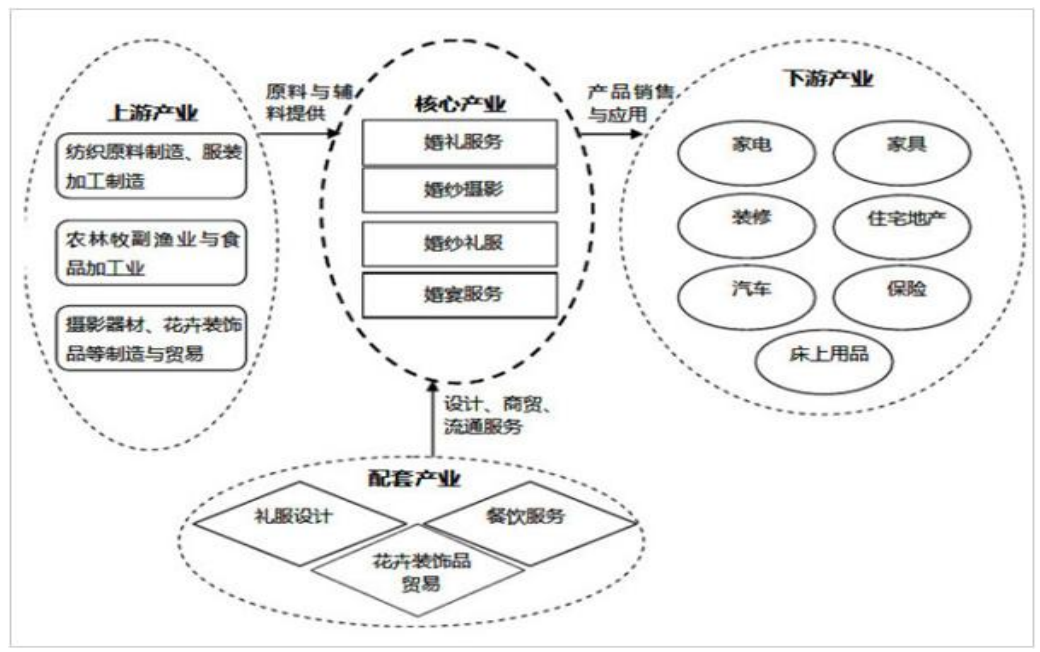 上游产业
纺织原料制造、服装
加工制造
农林牧副渔业与食
品加工业
摄影器材、花卉装饰
品等制造与贸易
原料与辅
料提供
核心产业
婚礼服务
婚纱摄影
婚纱礼服
婚宴服务
产品销售
与应用
下游产业
家电
家具
装修
住宅地产
汽车
保险
床上用品
设计、商贸、
流通服务
配套产业
礼服设计
餐饮服务
花卉装饰品
贸易